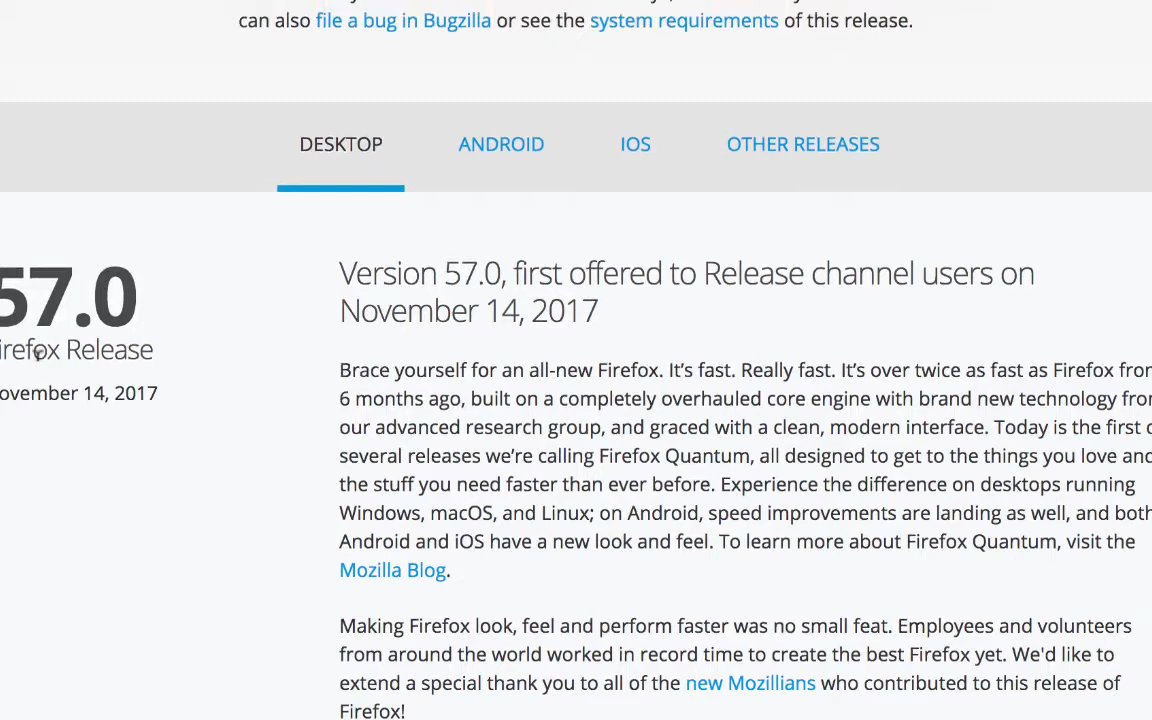 can also file a bug in Bugzilla or see the system requirements of this release.
DESKTOP ANDROID IOS OTHER RELEASES
57.0
irefox Release
ovember 14, 2017
Version 57.0, first offered to Release channel users on
November 14, 2017
Brace yourself for an all-new Firefox. It’s fast. Really fast. It’s over twice as fast as Firefox from
6 months ago, built on a completely overhauled core engine with brand new technology from
our advanced research group, and graced with a clean, modern interface. Today is the first
several releases we’re calling Firefox Quantum, all designed to get to the things you love and
the stuff you need faster than ever before. Experience the difference on desktops running
Windows, macOS, and Linux; on Android, speed improvements are landing as well, and both
Android and iOS have a new look and feel. To learn more about Firefox Quantum, visit the
Mozilla Blog.
Making Firefox look, feel and perform faster was no small feat. Employees and volunteers
from around the world worked in record time to create the best Firefox yet. We'd like to
extend a special thank you to all of the new Mozillians who contributed to this release of
Firefox!